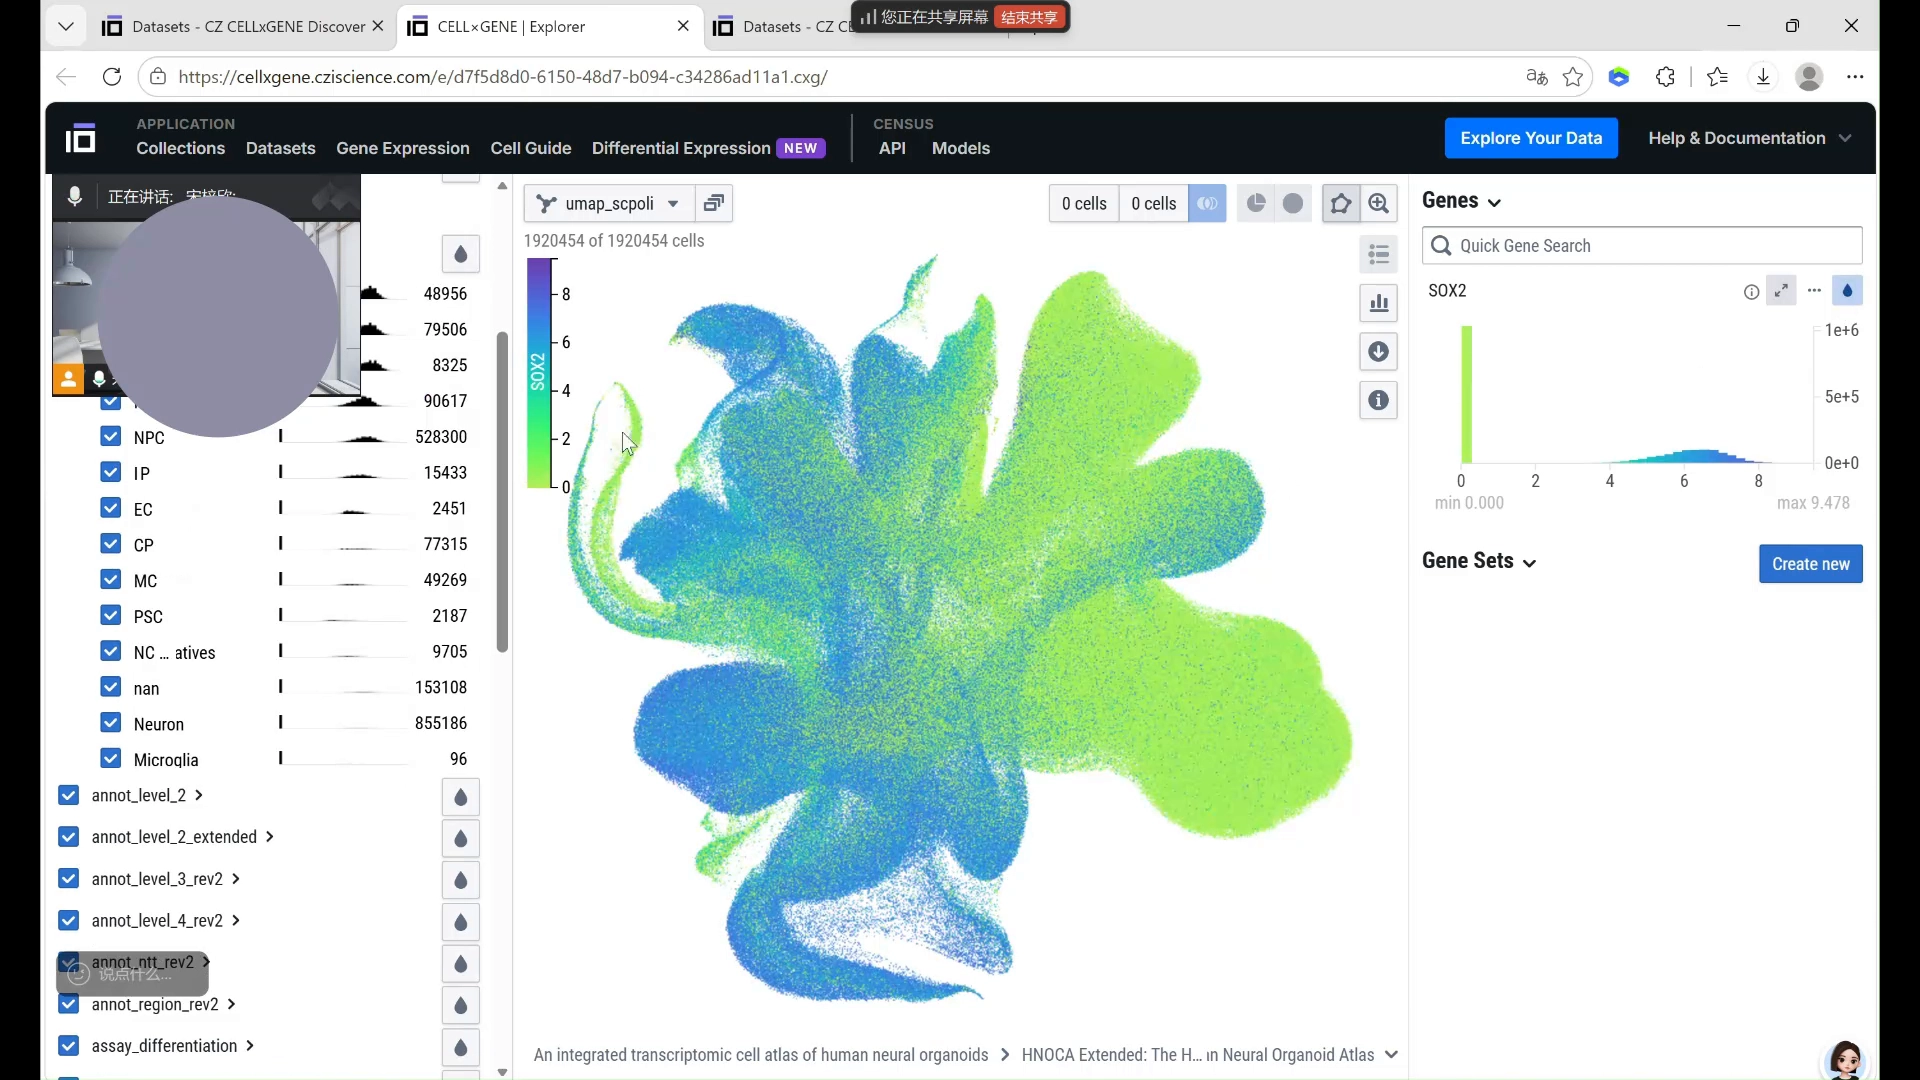 Datasets - CZ CELLxGENE Discover
CELL×GENE | Explorer
Datasets - CZ CE
您正在共享屏幕
结束共享
https://cellxgene.cziscience.com/e/d7f5d8d0-6150-48d7-b094-c34286ad11a1.cxg/
APPLICATION
Collections
Datasets
Gene Expression
Cell Guide
Differential Expression
NEW
CENSUS
API
Models
Explore Your Data
Help & Documentation
正在讲话:
48956
79506
8325
90617
NPC
528300
IP
15433
EC
2451
CP
77315
MC
49269
PSC
2187
NC ... atives
9705
nan
153108
Neuron
855186
Microglia
96
annot_level_2
annot_level_2_extended
annot_level_3_rev2
annot_level_4_rev2
annot_ntt_rev2
说点什么...
annot_region_rev2
assay_differentiation
umap_scpoli
0 cells
0 cells
1920454 of 1920454 cells
SOX2
8
6
4
2
0
An integrated transcriptomic cell atlas of human neural organoids
HNOCA Extended: The H... in Neural Organoid Atlas
Genes
Quick Gene Search
SOX2
1e+6
5e+5
0e+0
0
2
4
6
8
min 0.000
max 9.478
Gene Sets
Create new